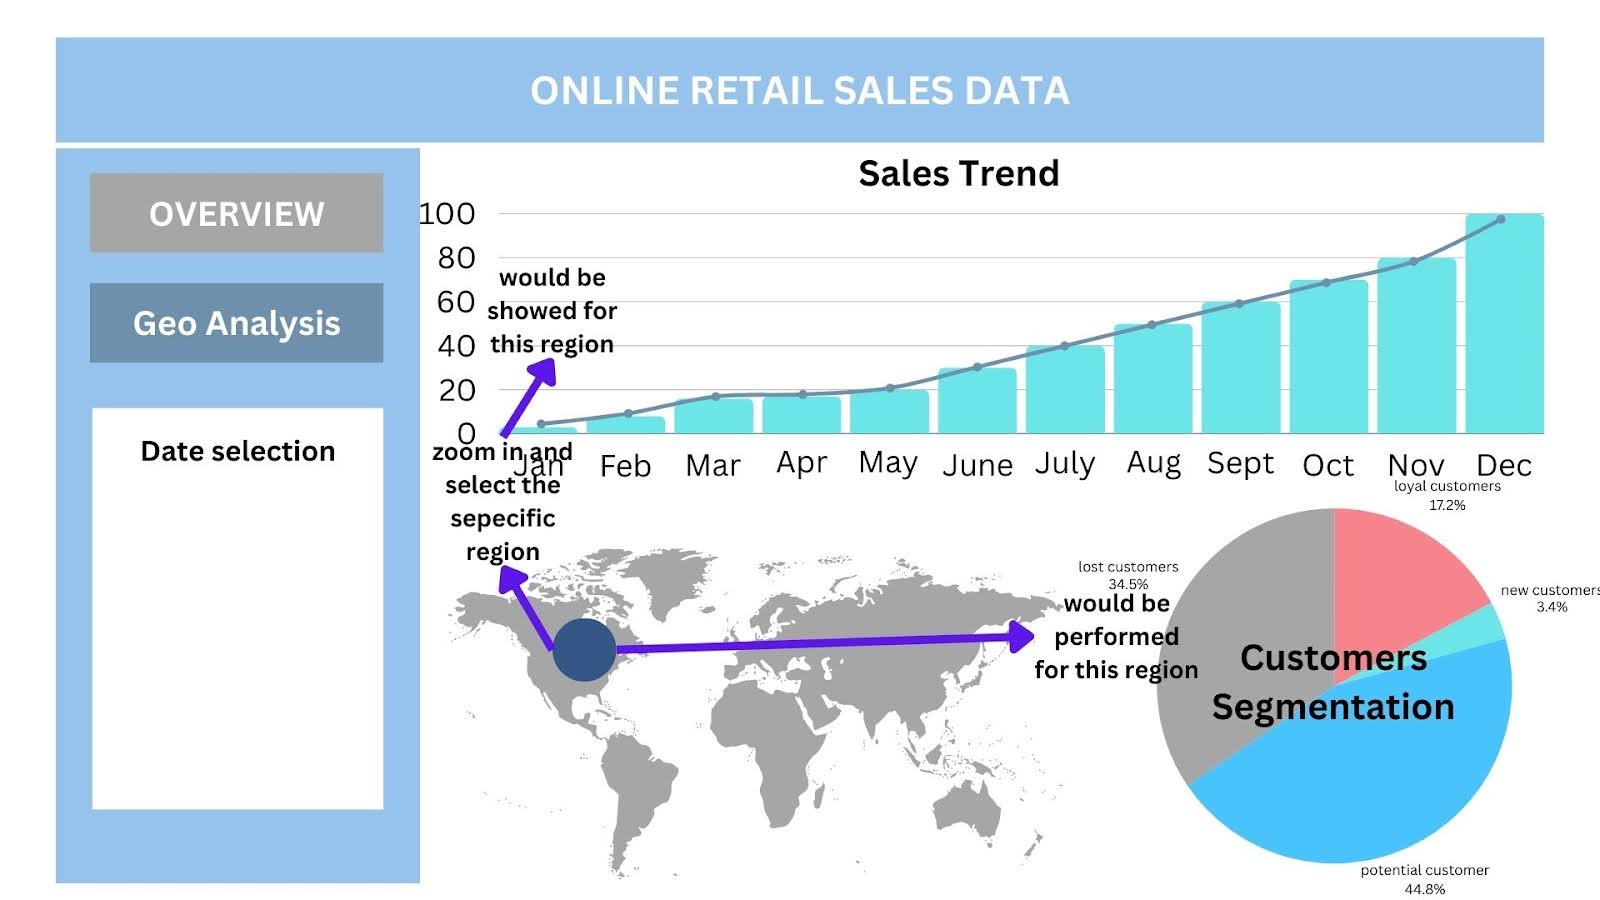 ONLINE RETAIL SALES DATA
OVERVIEW
Geo Analysis
Date selection
Sales Trend
100
80
60
40
20
0
would be
showed for
this region
Jan Feb Mar Apr May June July Aug Sept Oct Nov Dec
zoom in and
select the
sepecific
region
would be
performed
for this region
loyal customers
17.2%
lost customers
34.5%
new customers
3.4%
Customers
Segmentation
potential customer
44.8%